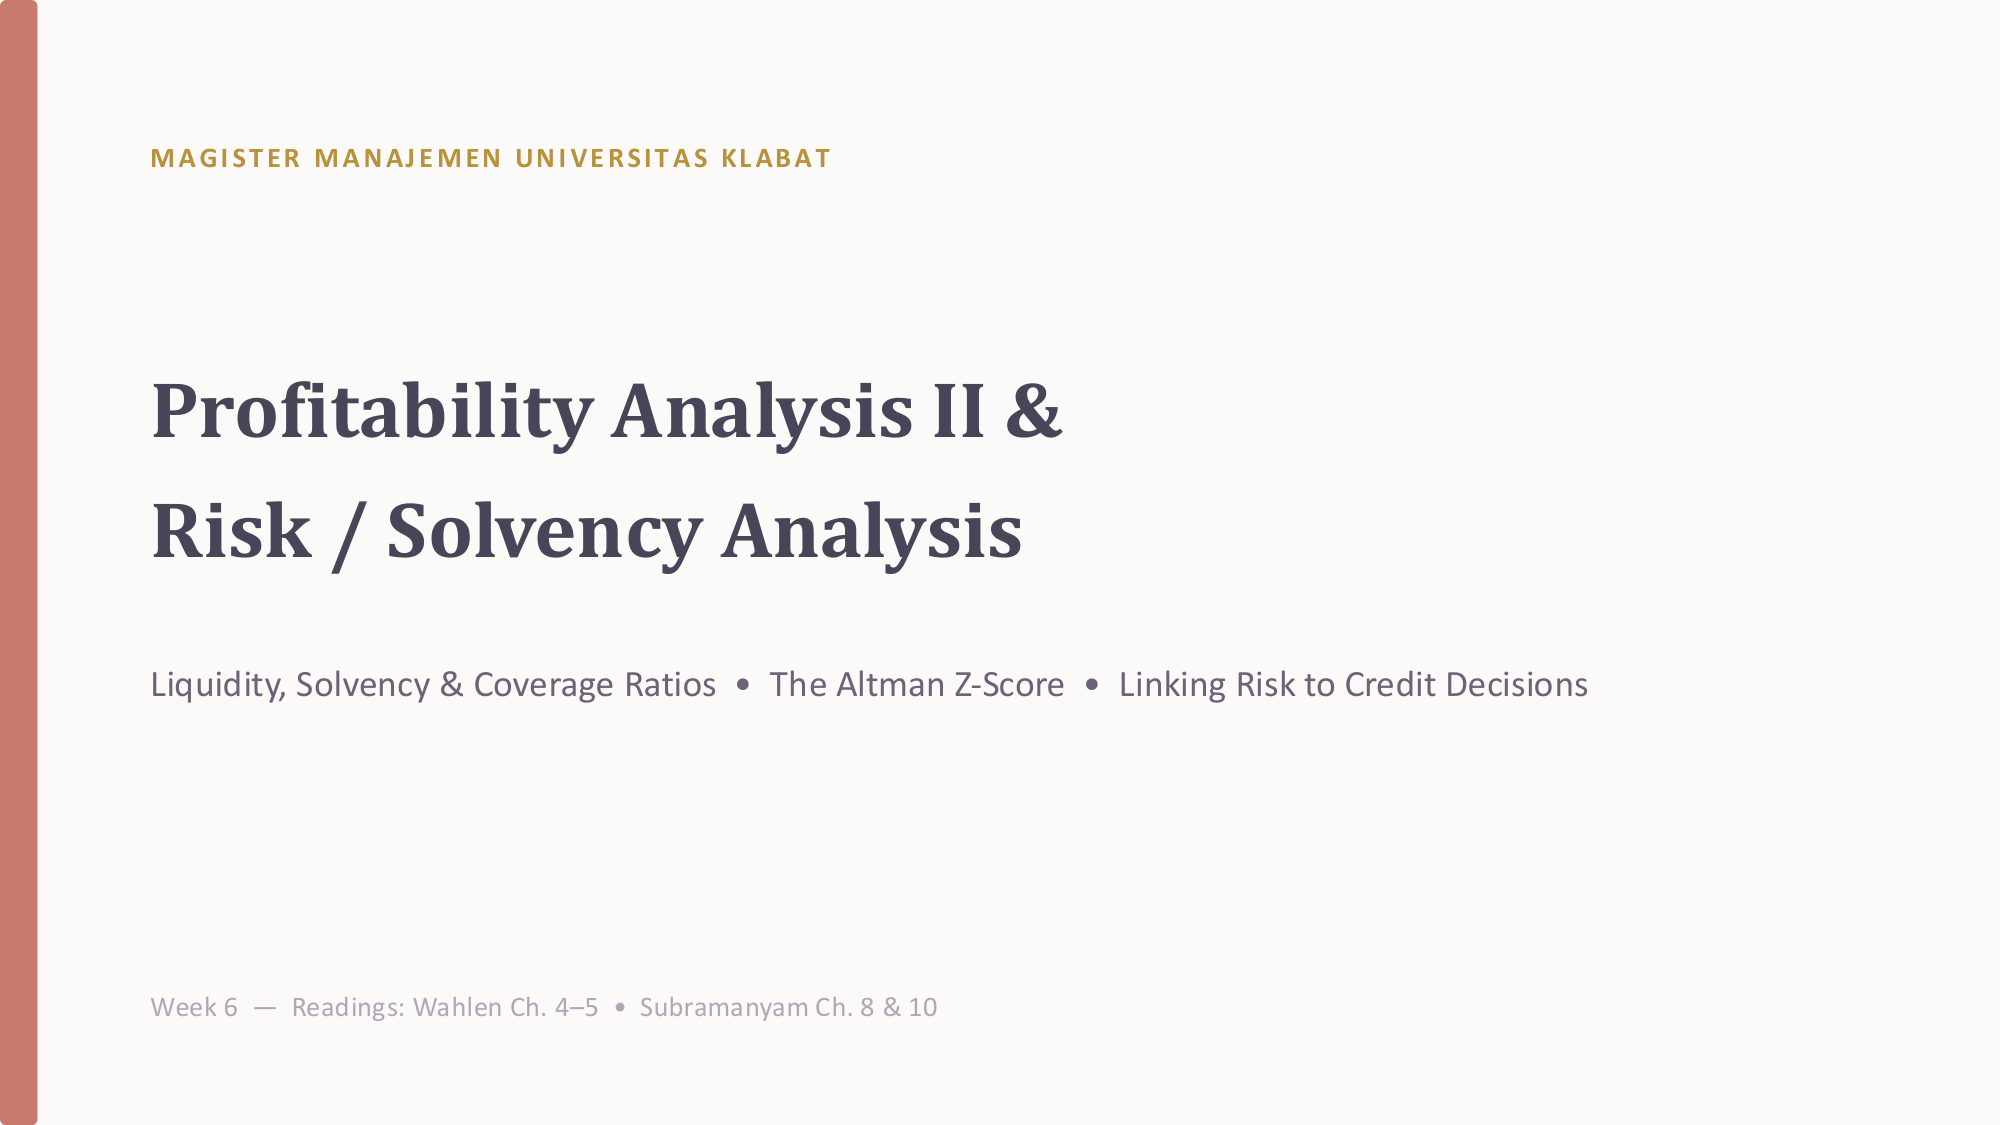 MAGISTER MANAJEMEN UNIVERSITAS KLABAT
Profitability Analysis II &
Risk / Solvency Analysis
Liquidity, Solvency & Coverage Ratios • The Altman Z-Score • Linking Risk to Credit Decisions
Week 6 — Readings: Wahlen Ch. 4–5 • Subramanyam Ch. 8 & 10